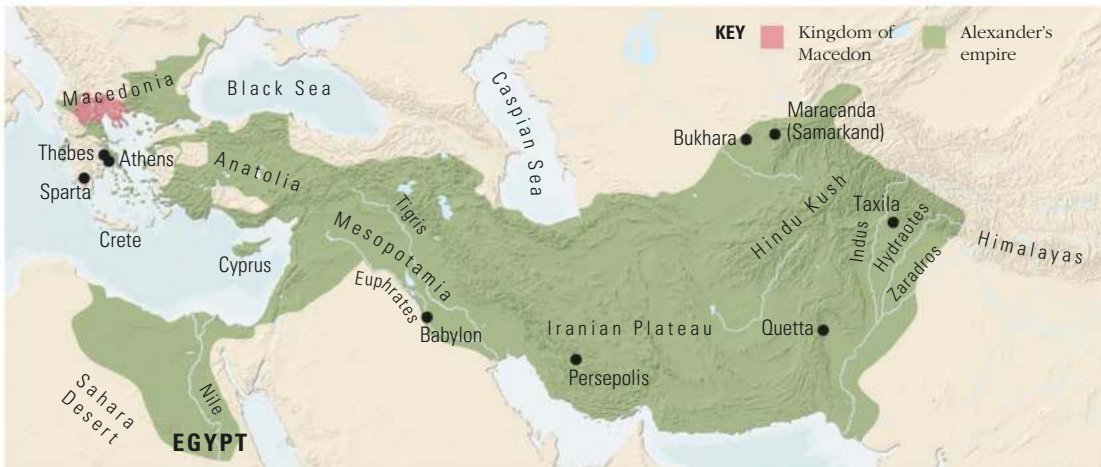 KEY
Kingdom of
Macedon
Alexander's
empire
Macedonia
Black Sea
Caspian Sea
Bukhara
Maracanda
(Samarkand)
Thebes
Athens
Sparta
Anatolia
Tigris
Mesopotamia
Euphrates
Hindu Kush
Taxila
Indus
Hydraotes
Zaradros
Himalayas
Crete
Cyprus
Babylon
Iranian Plateau
Quetta
Persepolis
Sahara
Desert
Nile
EGYPT